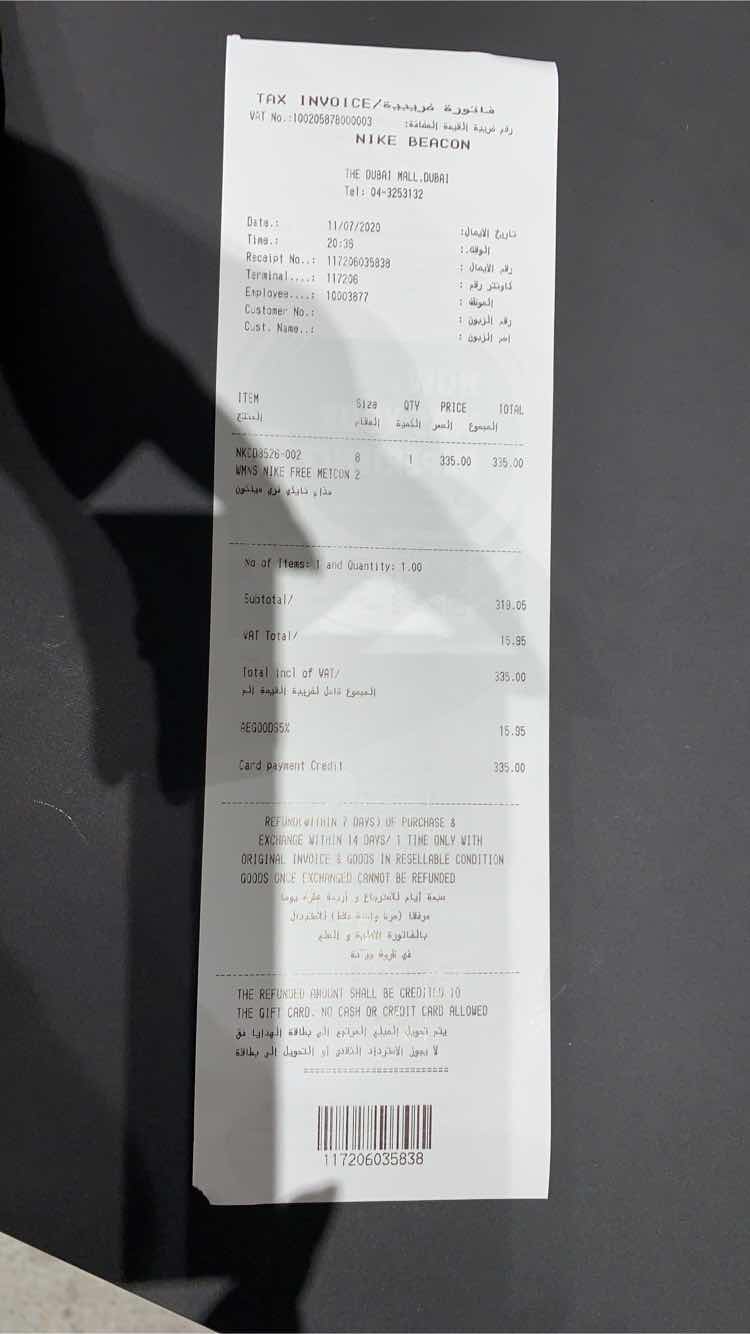 TAX INVOICE/فاتورة ضريبية
VAT No.:100205878000003 رقم ضريبة القيمة المضافة:
NIKE BEACON
THE DUBAI MALL,DUBAI
Tel: 04-3253132
Date.: 11/07/2020 تاريخ الايصال:
Time.: 20:36 الوقت.:
Receipt No..: 117206035838 رقم الايصال :
Terminal....: 117206 كاونتر رقم :
Employee....: 10003877 الموظف :
Customer No.: رقم الزبون :
Cust. Name..: اسم الزبون :
ITEM Size QTY PRICE TOTAL
المنتج المقاس الكمية السعر المجموع
NKCD8526-002 8 1 335.00 335.00
WMNS NIKE FREE METCON 2
حذاء نايكي فري ميتكون
No of Items: 1 and Quantity: 1.00
Subtotal/ 319.05
VAT Total/ 15.95
Total incl of VAT/ 335.00
المجموع شامل لضريبة القيمة الم
AEGOODS5% 15.95
Card payment Credit 335.00
REFUND(WITHIN 7 DAYS) OF PURCHASE &
EXCHANGE WITHIN 14 DAYS/ 1 TIME ONLY WITH
ORIGINAL INVOICE & GOODS IN RESELLABLE CONDITION
GOODS ONCE EXCHANGED CANNOT BE REFUNDED
سبعة أيام للاسترجاع و أربعة عشرة يوما
(مرة واحدة فقط) للاستبدال
بالفاتورة الأصلية و السلع
في
THE REFUNDED AMOUNT SHALL BE CREDITED TO
THE GIFT CARD. NO CASH OR CREDIT CARD ALLOWED
يتم تحويل المبلغ المرتجع إلى بطاقة الهدايا فق
لا يجوز الاسترداد النقدي أو التحويل إلى بطاقة
117206035838